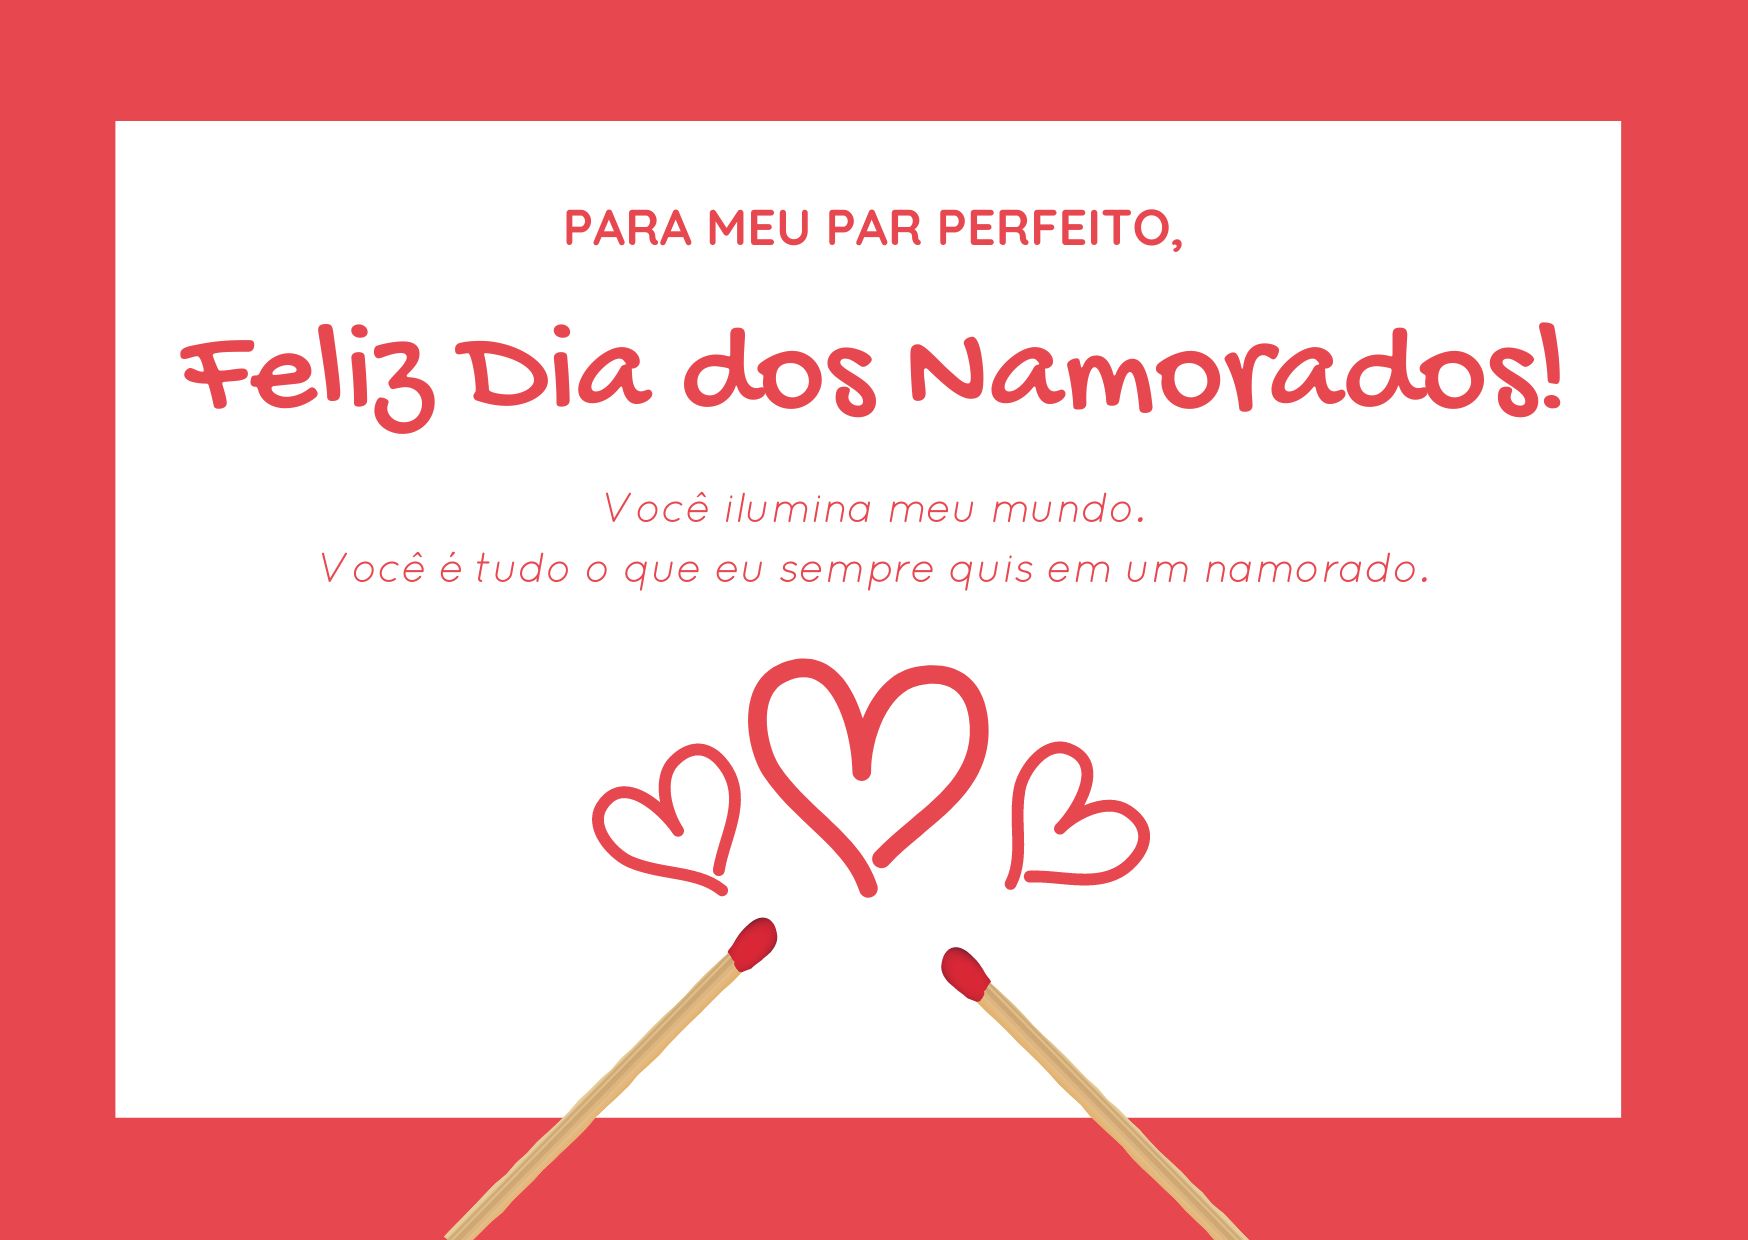 PARA MEU PAR PERFEITO,
Feliz Dia dos Namorados!
Você ilumina meu mundo.
Você é tudo o que eu sempre quis em um namorado.